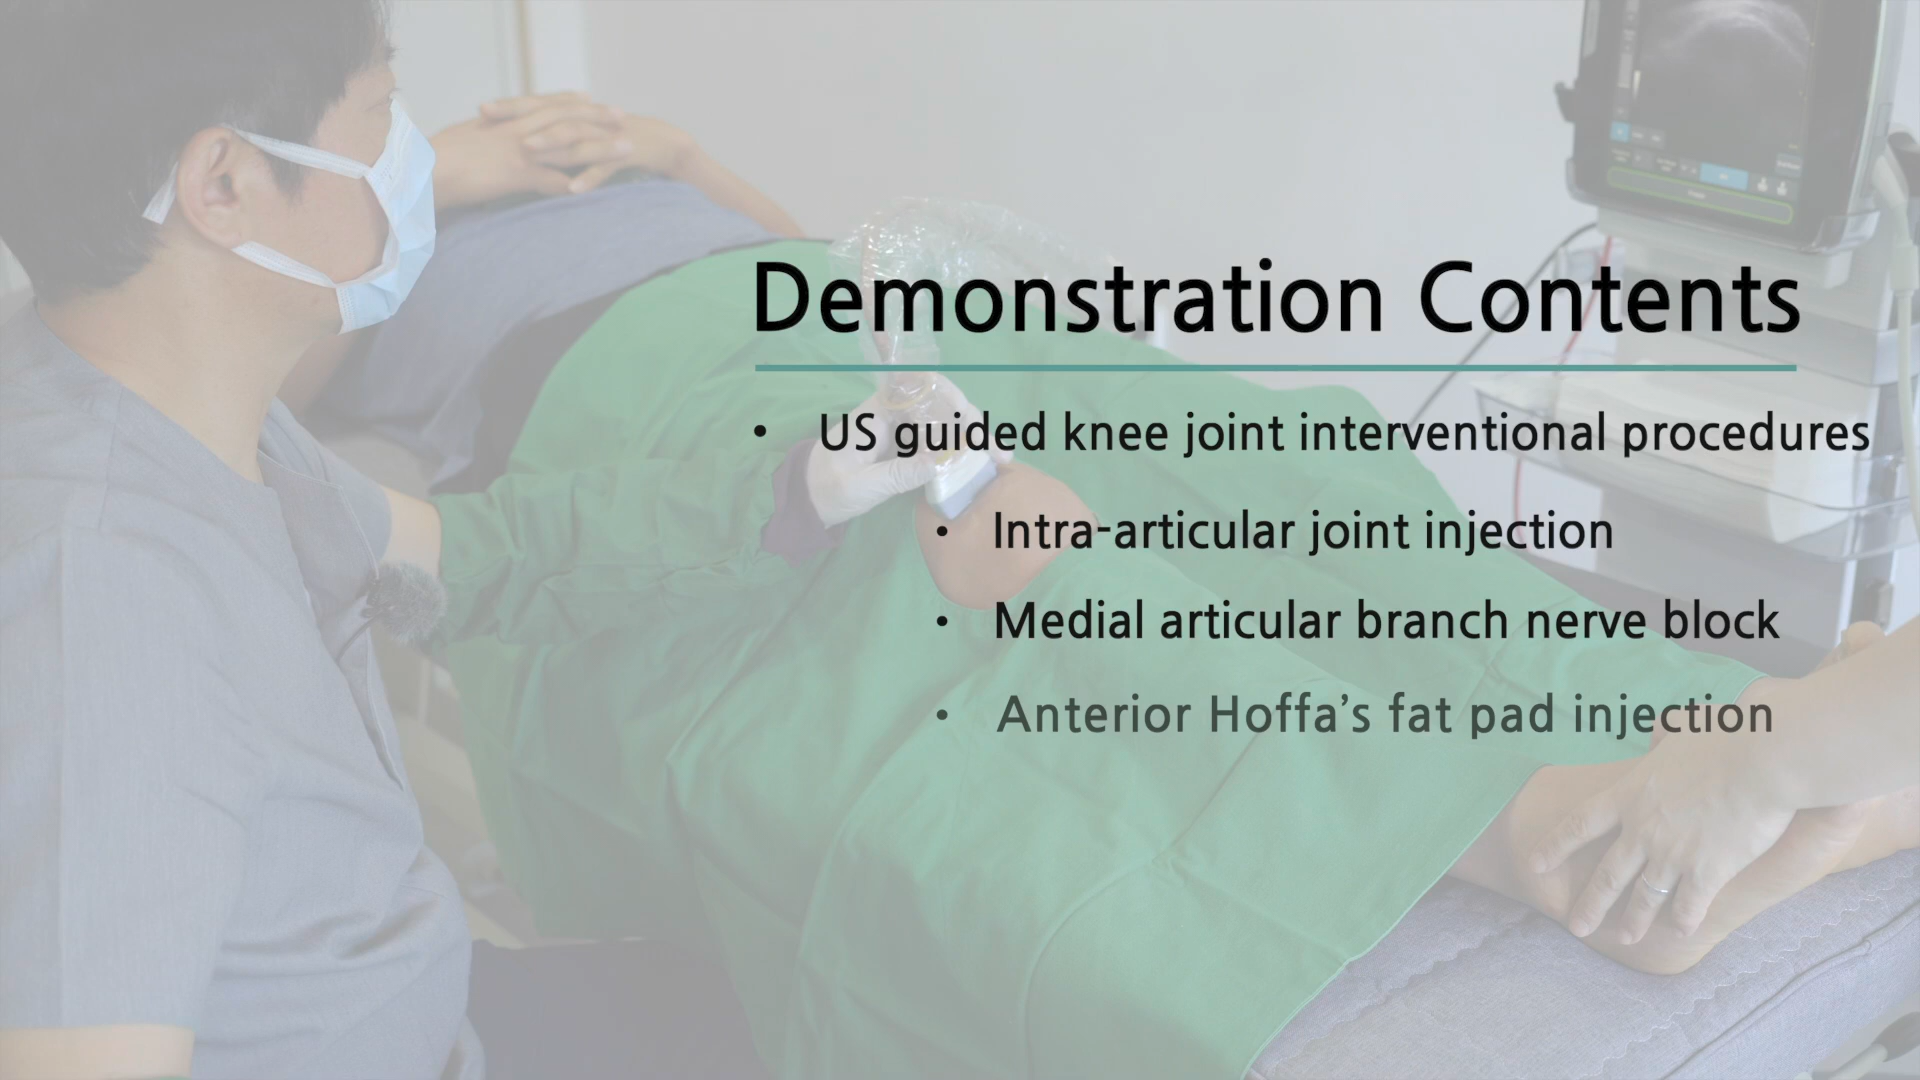 Demonstration Contents
• US guided knee joint interventional procedures
• Intra-articular joint injection
• Medial articular branch nerve block
• Anterior Hoffa’s fat pad injection